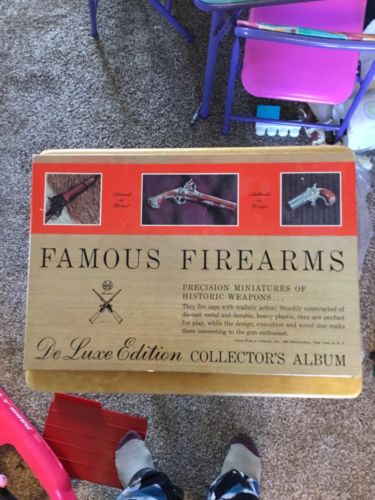 FAMOUS FIREARMS
PRECISION MINIATURES OF
HISTORIC WEAPONS...
They fire caps with realistic action! Sturdily constructed of
die-cast metal and durable, heavy plastic, they are perfect
for play, while the design, execution and novel size make
them interesting to the gun enthusiast.
De Luxe Edition COLLECTOR'S ALBUM